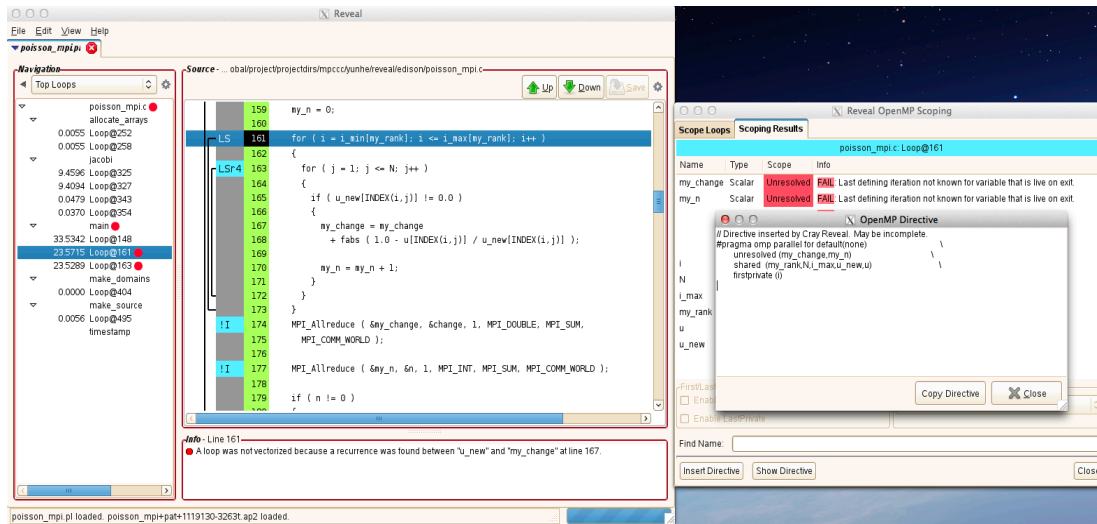 Reveal
File Edit View Help
poisson_mpi.pl
Navigation
Top Loops
poisson_mpi.c
allocate_arrays
0.0055 Loop@252
0.0055 Loop@258
jacobi
9.4596 Loop@325
9.4094 Loop@327
0.0479 Loop@343
0.0370 Loop@354
main
33.5342 Loop@148
23.5715 Loop@161
23.5289 Loop@163
make_domains
0.0000 Loop@404
make_source
0.0056 Loop@495
timestamp
Source - ... obal/project/projectdirs/mpccc/yunhe/reveal/edison/poisson_mpi.c
Up Down Save
159 my_n = 0;
160
LS 161 for ( i = i_min[my_rank]; i <= i_max[my_rank]; i++ )
162 {
LSr4 163 for ( j = 1; j <= N; j++ )
164 {
165 if ( u_new[INDEX(i,j)] != 0.0 )
166 {
167 my_change = my_change
168 + fabs ( 1.0 - u[INDEX(i,j)] / u_new[INDEX(i,j)] );
169
170 my_n = my_n + 1;
171 }
172 }
173 }
!I 174 MPI_Allreduce ( &my_change, &change, 1, MPI_DOUBLE, MPI_SUM,
175 MPI_COMM_WORLD );
176
!I 177 MPI_Allreduce ( &my_n, &n, 1, MPI_INT, MPI_SUM, MPI_COMM_WORLD );
178
179 if ( n != 0 )
Info - Line 161
A loop was not vectorized because a recurrence was found between "u_new" and "my_change" at line 167.
poisson_mpi.pl loaded. poisson_mpi+pat+1119130-3263t.ap2 loaded.
Reveal OpenMP Scoping
Scope Loops Scoping Results
poisson_mpi.c: Loop@161
Name Type Scope Info
my_change Scalar Unresolved FAIL: Last defining iteration not known for variable that is live on exit.
my_n Scalar Unresolved FAIL: Last defining iteration not known for variable that is live on exit.
i
N
i_max
my_rank
u
u_new
OpenMP Directive
// Directive inserted by Cray Reveal. May be incomplete.
#pragma omp parallel for default(none) \
unresolved (my_change,my_n) \
shared (my_rank,N,i_max,u_new,u) \
firstprivate (i)
Copy Directive Close
First/Las
Enab
Enable LastPrivate
Find Name:
Insert Directive Show Directive Close